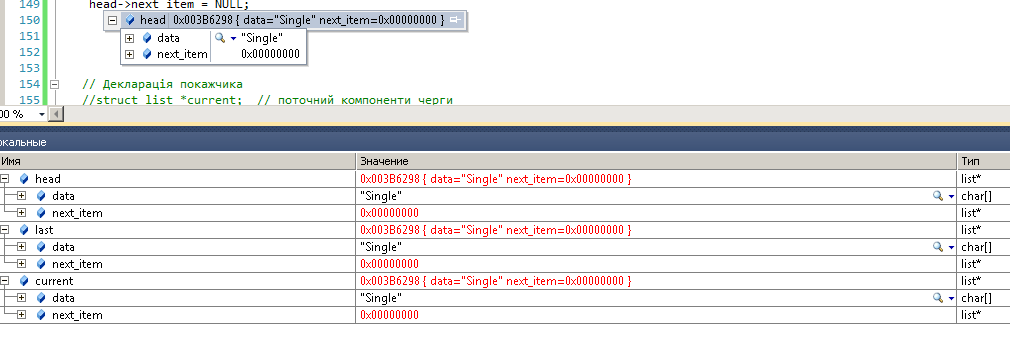 149 head->next_item = NULL;
150 head 0x003B6298 { data="Single" next_item=0x00000000 }
151 data "Single"
152 next_item 0x00000000
153
154 // Декларація покажчика
155 //struct list *current; // поточний компоненти черги
00 %
окальные
Имя Значение Тип
head 0x003B6298 { data="Single" next_item=0x00000000 } list*
data "Single" char[]
next_item 0x00000000 list*
last 0x003B6298 { data="Single" next_item=0x00000000 } list*
data "Single" char[]
next_item 0x00000000 list*
current 0x003B6298 { data="Single" next_item=0x00000000 } list*
data "Single" char[]
next_item 0x00000000 list*